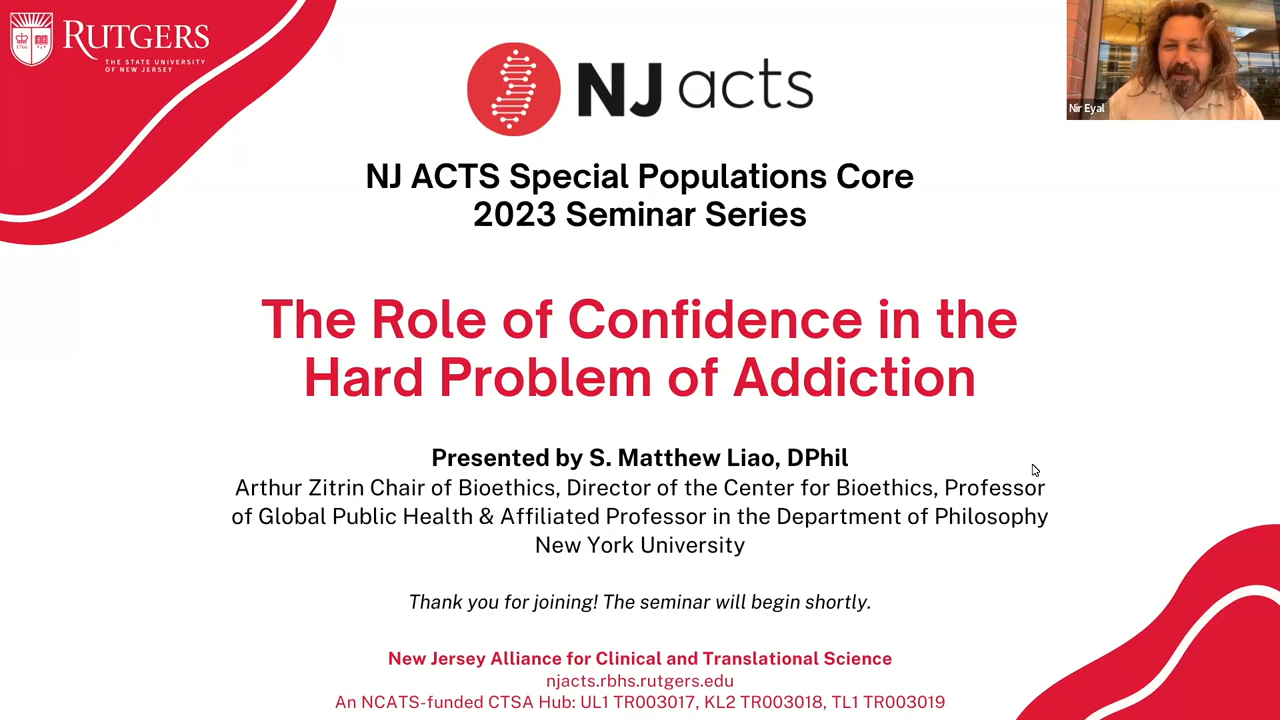 RUTGERS
THE STATE UNIVERSITY
OF NEW JERSEY
1766
NJ acts
Nir Eyal
NJ ACTS Special Populations Core
2023 Seminar Series
The Role of Confidence in the
Hard Problem of Addiction
Presented by S. Matthew Liao, DPhil
Arthur Zitrin Chair of Bioethics, Director of the Center for Bioethics, Professor
of Global Public Health & Affiliated Professor in the Department of Philosophy
New York University
Thank you for joining! The seminar will begin shortly.
New Jersey Alliance for Clinical and Translational Science
njacts.rbhs.rutgers.edu
An NCATS-funded CTSA Hub: UL1 TR003017, KL2 TR003018, TL1 TR003019